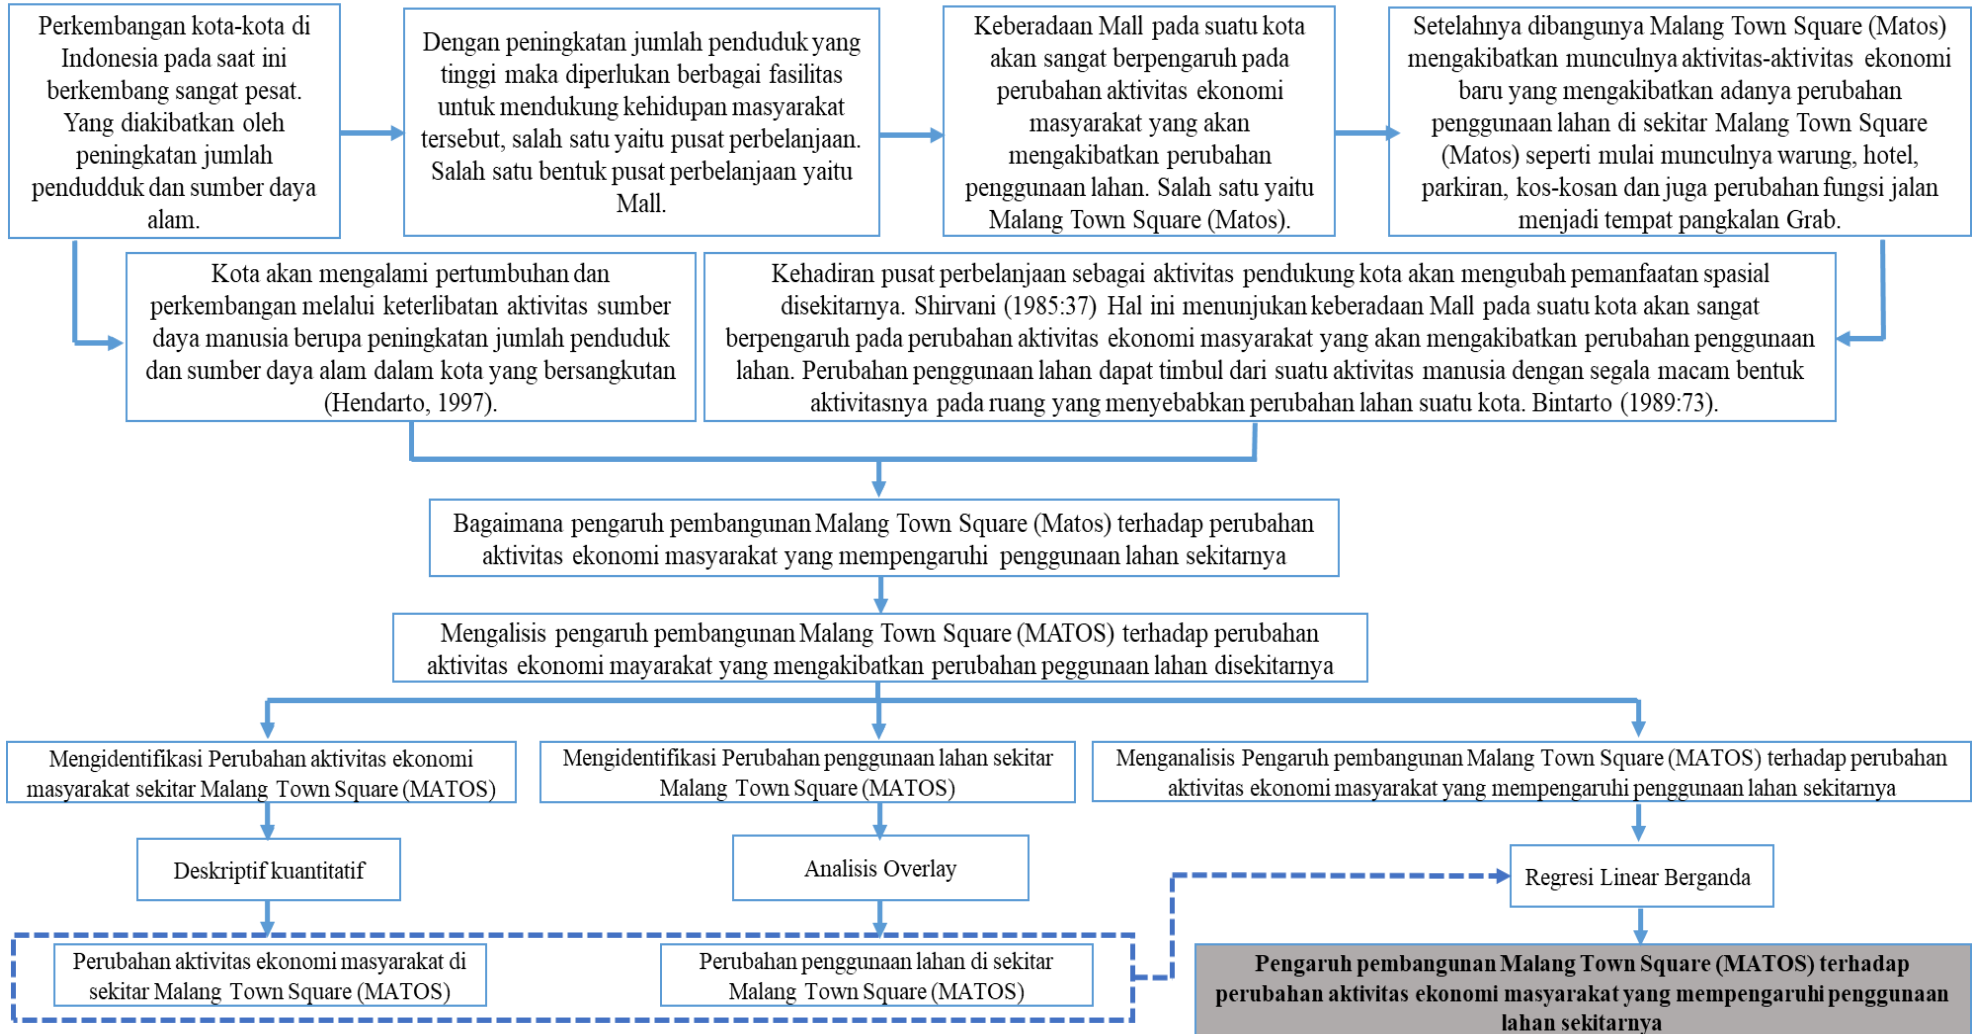 Perkembangan kota-kota di
Indonesia pada saat ini
berkembang sangat pesat.
Yang diakibatkan oleh
peningkatan jumlah
pendudduk dan sumber daya
alam.
Dengan peningkatan jumlah penduduk yang
tinggi maka diperlukan berbagai fasilitas
untuk mendukung kehidupan masyarakat
tersebut, salah satu yaitu pusat perbelanjaan.
Salah satu bentuk pusat perbelanjaan yaitu
Mall.
Keberadaan Mall pada suatu kota
akan sangat berpengaruh pada
perubahan aktivitas ekonomi
masyarakat yang akan
mengakibatkan perubahan
penggunaan lahan. Salah satu yaitu
Malang Town Square (Matos).
Setelahnya dibangunya Malang Town Square (Matos)
mengakibatkan munculnya aktivitas-aktivitas ekonomi
baru yang mengakibatkan adanya perubahan
penggunaan lahan di sekitar Malang Town Square
(Matos) seperti mulai munculnya warung, hotel,
parkiran, kos-kosan dan juga perubahan fungsi jalan
menjadi tempat pangkalan Grab.
Kota akan mengalami pertumbuhan dan
perkembangan melalui keterlibatan aktivitas sumber
daya manusia berupa peningkatan jumlah penduduk
dan sumber daya alam dalam kota yang bersangkutan
(Hendarto, 1997).
Kehadiran pusat perbelanjaan sebagai aktivitas pendukung kota akan mengubah pemanfaatan spasial
disekitarnya. Shirvani (1985:37) Hal ini menunjukan keberadaan Mall pada suatu kota akan sangat
berpengaruh pada perubahan aktivitas ekonomi masyarakat yang akan mengakibatkan perubahan penggunaan
lahan. Perubahan penggunaan lahan dapat timbul dari suatu aktivitas manusia dengan segala macam bentuk
aktivitasnya pada ruang yang menyebabkan perubahan lahan suatu kota. Bintarto (1989:73).
Bagaimana pengaruh pembangunan Malang Town Square (Matos) terhadap perubahan
aktivitas ekonomi masyarakat yang mempengaruhi penggunaan lahan sekitarnya
Mengalisis pengaruh pembangunan Malang Town Square (MATOS) terhadap perubahan
aktivitas ekonomi mayarakat yang mengakibatkan perubahan peggunaan lahan disekitarnya
Mengidentifikasi Perubahan aktivitas ekonomi
masyarakat sekitar Malang Town Square (MATOS)
Mengidentifikasi Perubahan penggunaan lahan sekitar
Malang Town Square (MATOS)
Menganalisis Pengaruh pembangunan Malang Town Square (MATOS) terhadap perubahan
aktivitas ekonomi masyarakat yang mempengaruhi penggunaan lahan sekitarnya
Deskriptif kuantitatif
Analisis Overlay
Regresi Linear Berganda
Perubahan aktivitas ekonomi masyarakat di
sekitar Malang Town Square (MATOS)
Perubahan penggunaan lahan di sekitar
Malang Town Square (MATOS)
Pengaruh pembangunan Malang Town Square (MATOS) terhadap
perubahan aktivitas ekonomi masyarakat yang mempengaruhi penggunaan
lahan sekitarnya